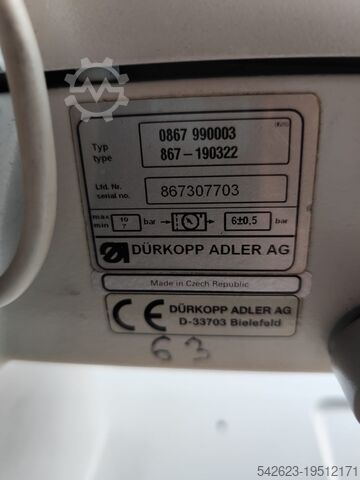 Typ
type
0867 990003
867-190322
Lfd. Nr.
serial no.
867307703
max
min
10
7
bar
6±0,5
bar
DÜRKOPP ADLER AG
Made in Czech Republic
CE
DÜRKOPP ADLER AG
D-33703 Bielefeld
63
542623-19512171